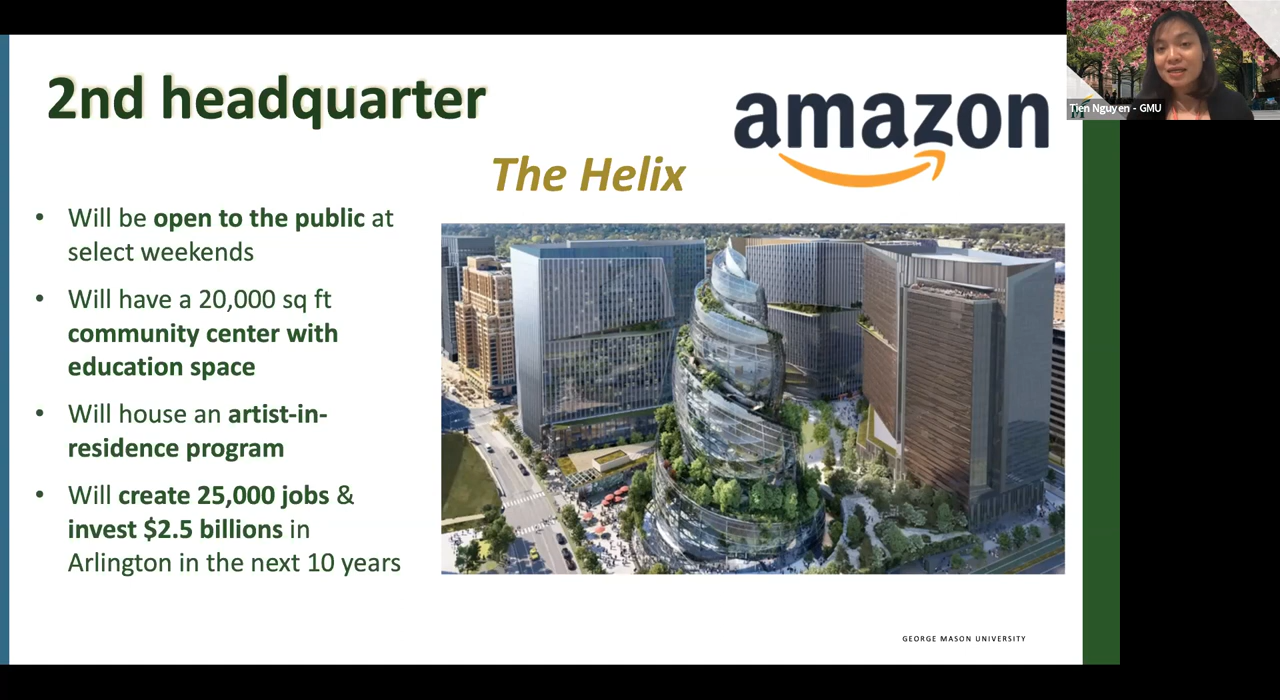 2nd headquarter
amazon
Tien Nguyen - GMU
The Helix
• Will be open to the public at
select weekends
• Will have a 20,000 sq ft
community center with
education space
• Will house an artist-in-
residence program
• Will create 25,000 jobs &
invest $2.5 billions in
Arlington in the next 10 years
GEORGE MASON UNIVERSITY